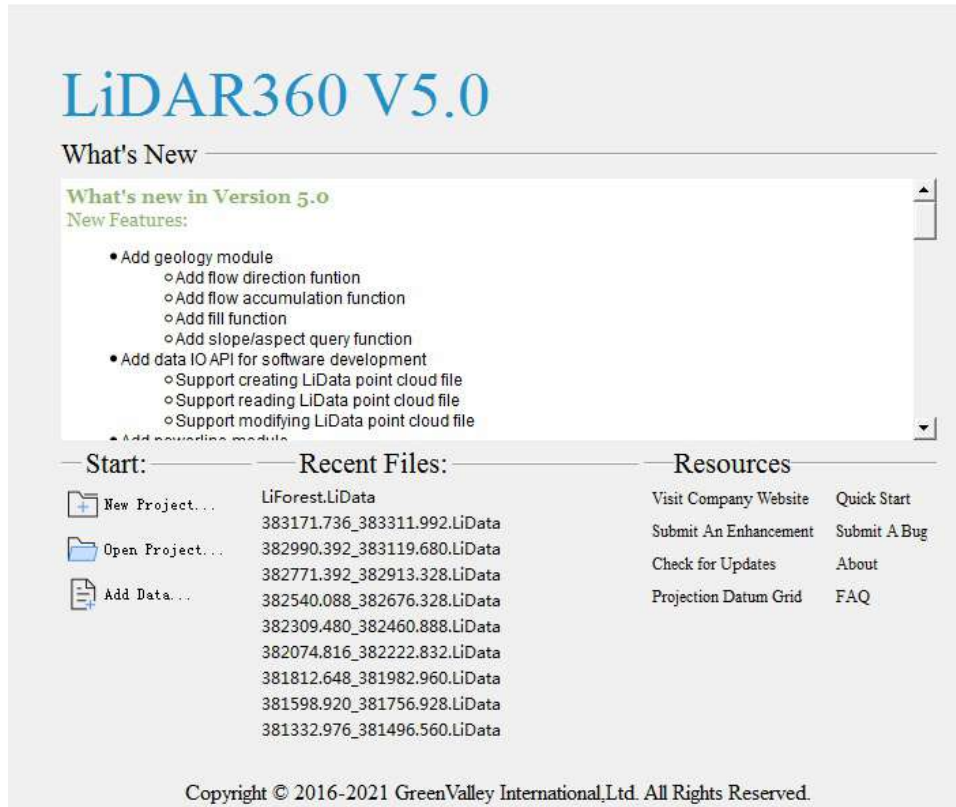 LiDAR360 V5.0
What's New
What's new in Version 5.0
New Features:
Add geology module
Add flow direction funtion
Add flow accumulation function
Add fill function
Add slope/aspect query function
Add data IO API for software development
Support creating LiData point cloud file
Support reading LiData point cloud file
Support modifying LiData point cloud file
Add powerline module
Start:
New Project...
Open Project...
Add Data...
Recent Files:
LiForest.LiData
383171.736_383311.992.LiData
382990.392_383119.680.LiData
382771.392_382913.328.LiData
382540.088_382676.328.LiData
382309.480_382460.888.LiData
382074.816_382222.832.LiData
381812.648_381982.960.LiData
381598.920_381756.928.LiData
381332.976_381496.560.LiData
Resources
Visit Company Website Quick Start
Submit An Enhancement Submit A Bug
Check for Updates About
Projection Datum Grid FAQ
Copyright © 2016-2021 GreenValley International,Ltd. All Rights Reserved.